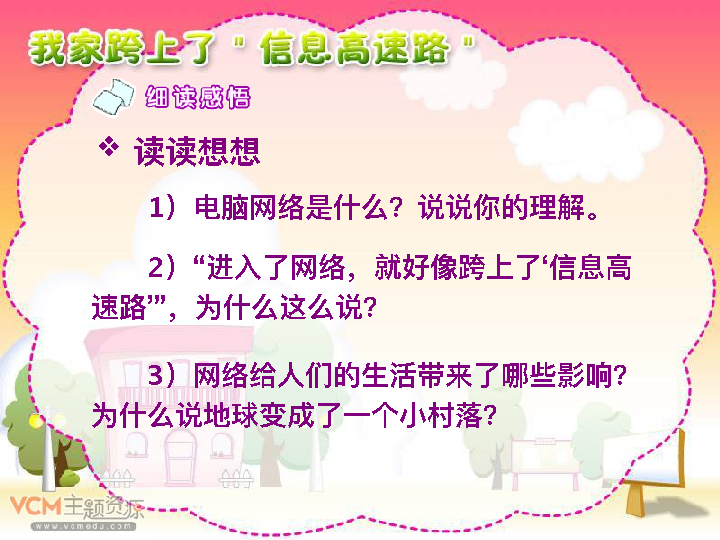 我家跨上了"信息高速路"
细读感悟
读读想想
1）电脑网络是什么？说说你的理解。
2）“进入了网络，就好像跨上了‘信息高
速路’”，为什么这么说？
3）网络给人们的生活带来了哪些影响？
为什么说地球变成了一个小村落？
VCM主题资源
www.vcmedu.com